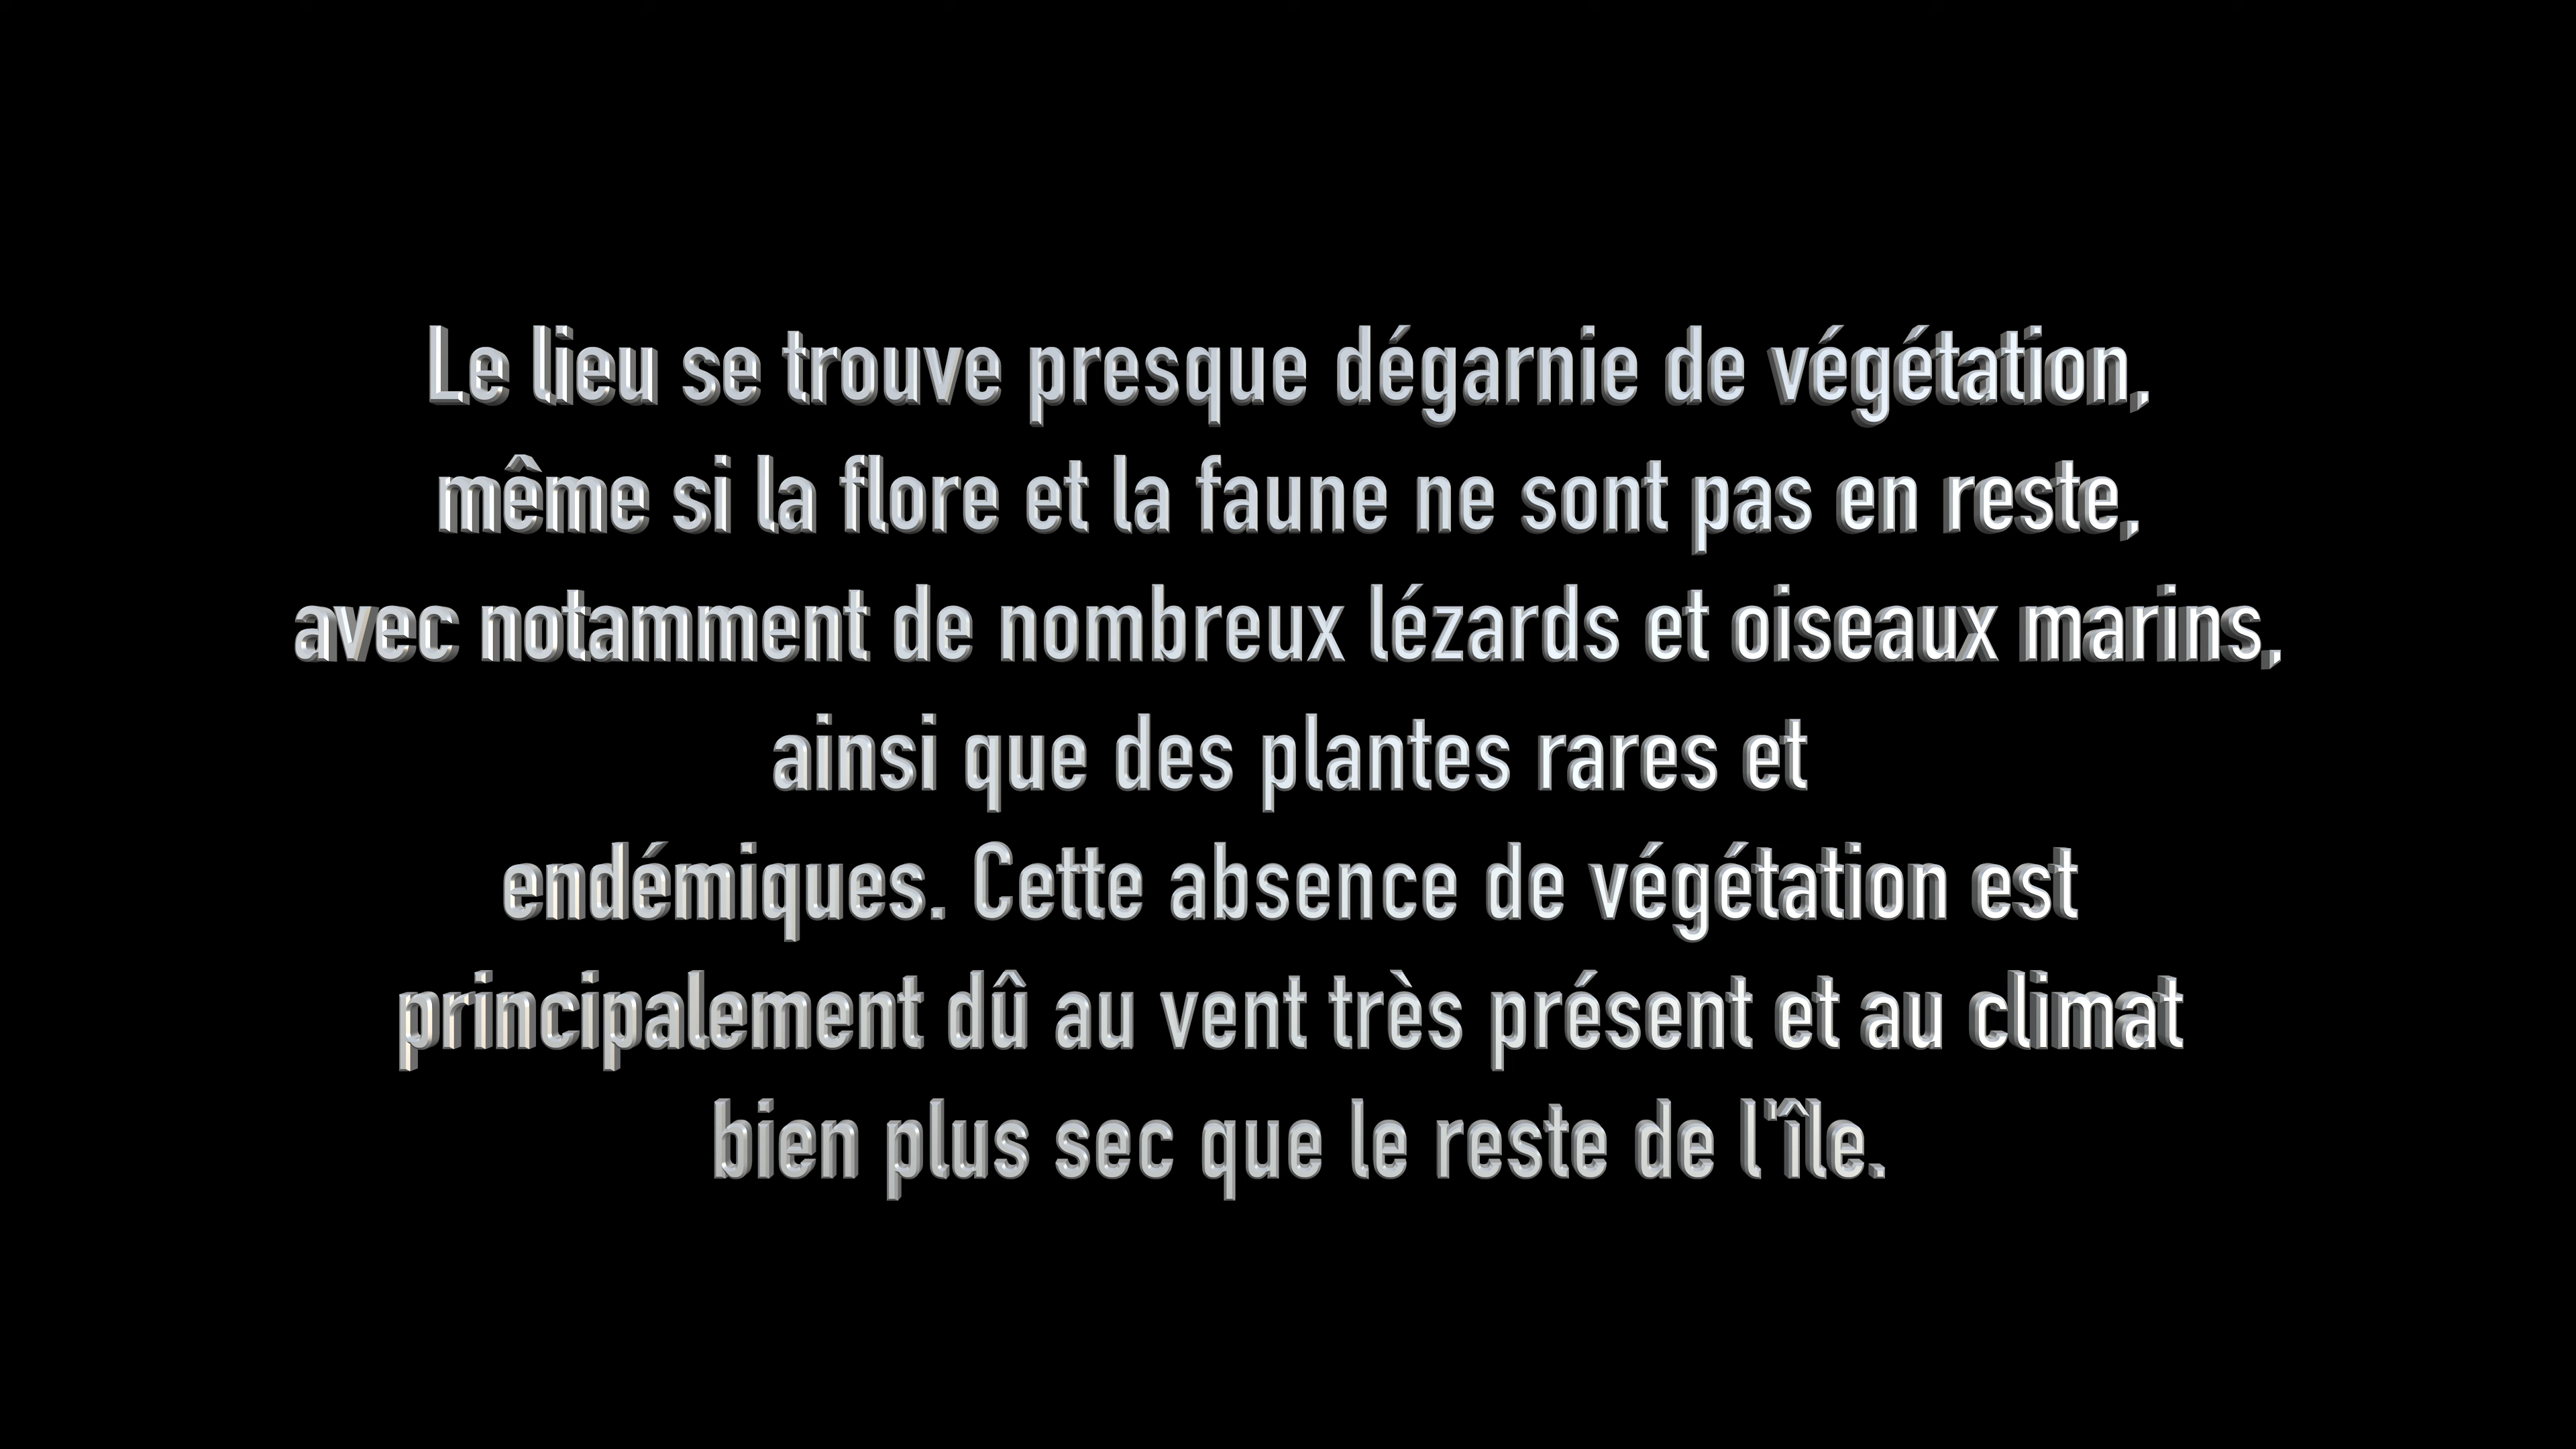 Le lieu se trouve presque dégarnie de végétation,
même si la flore et la faune ne sont pas en reste,
avec notamment de nombreux lézards et oiseaux marins,
ainsi que des plantes rares et
endémiques. Cette absence de végétation est
principalement dû au vent très présent et au climat
bien plus sec que le reste de l'île.